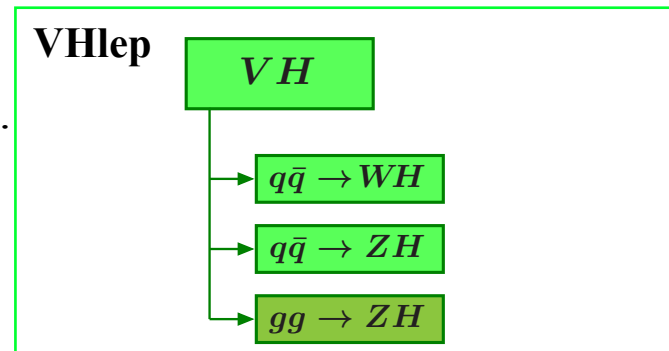 VHlep
VH
.
qq̄ → WH
qq̄ → ZH
gg → ZH